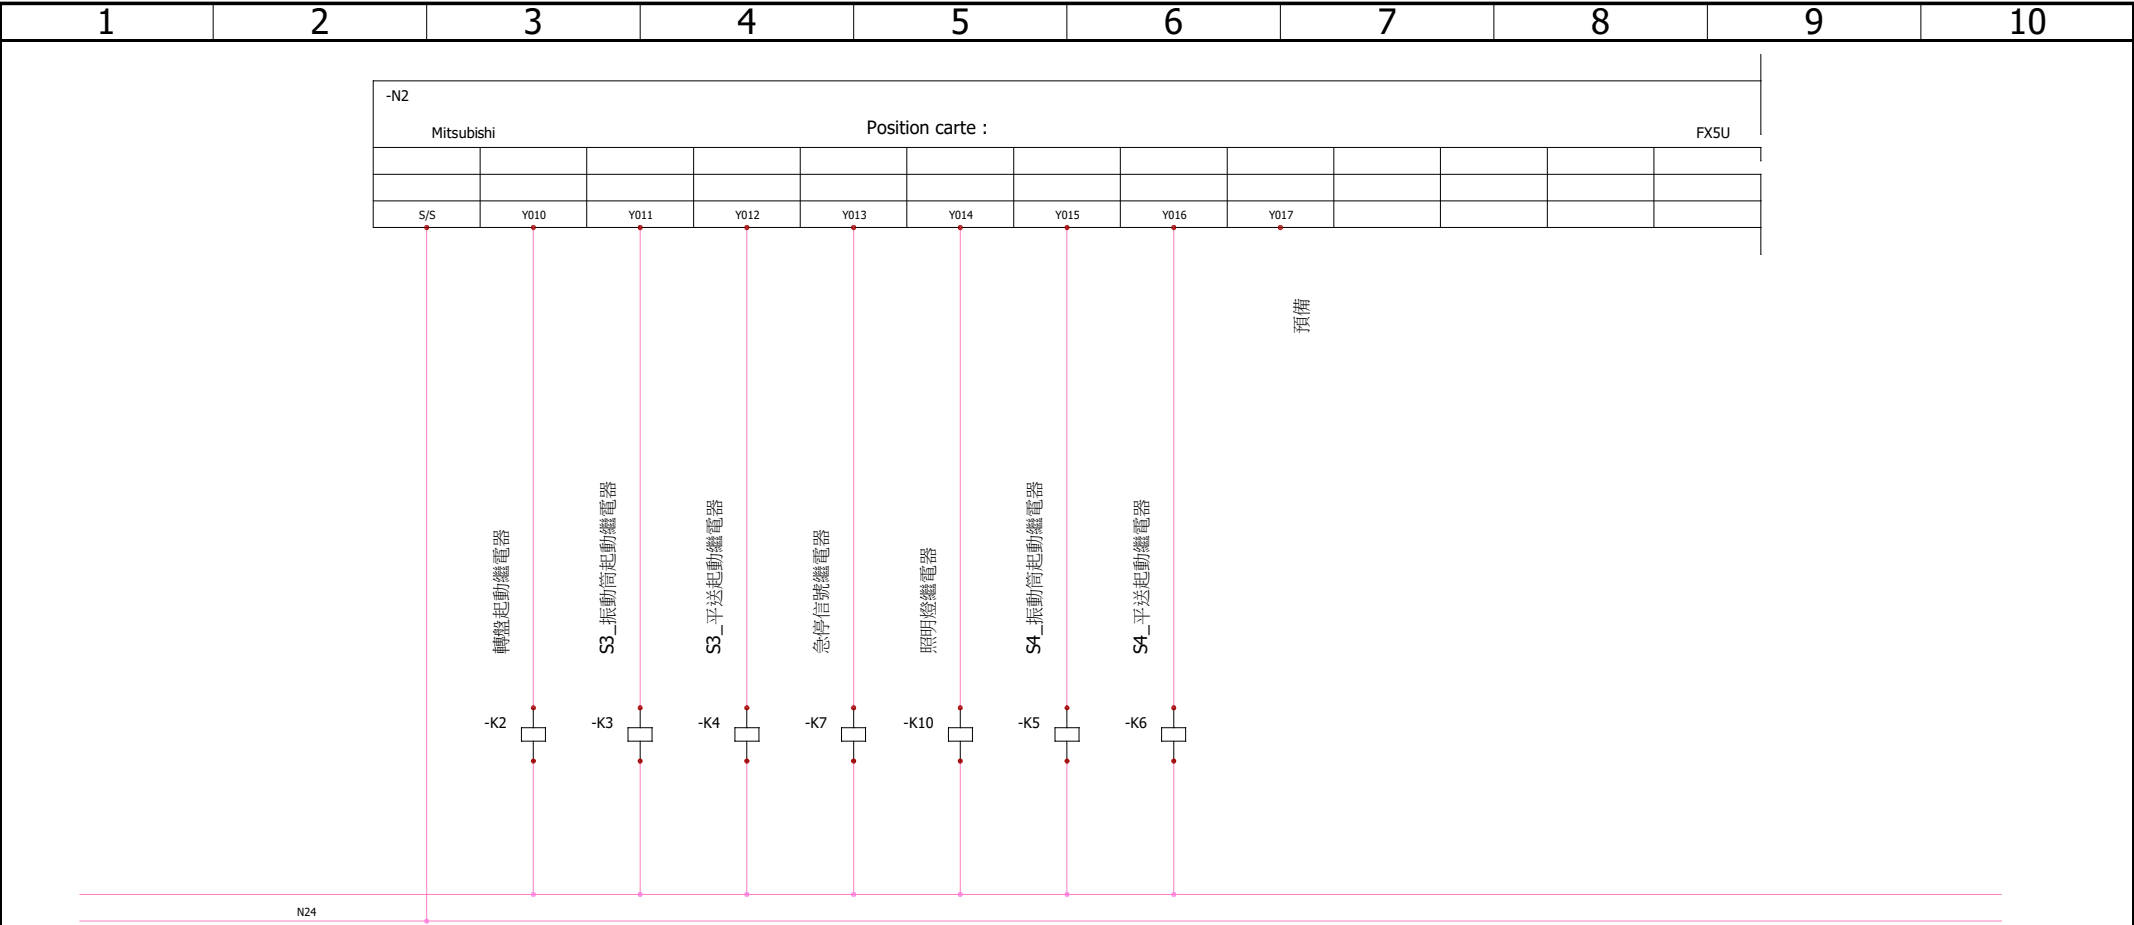 1 2 3 4 5 6 7 8 9 10
-N2
Mitsubishi Position carte : FX5U
S/S Y010 Y011 Y012 Y013 Y014 Y015 Y016 Y017
預備
轉盤起動繼電器
S3_振動筒起動繼電器
S3_平送起動繼電器
急停信號繼電器
照明燈繼電器
S4_振動筒起動繼電器
S4_平送起動繼電器
-K2 -K3 -K4 -K7 -K10 -K5 -K6
N24